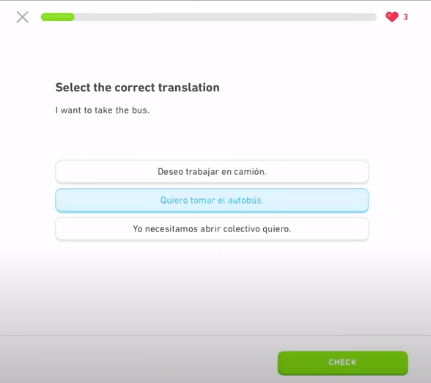 3
Select the correct translation
I want to take the bus.
Deseo trabajar en camión.
Quiero tomar el autobús.
Yo necesitamos abrir colectivo quiero.
CHECK